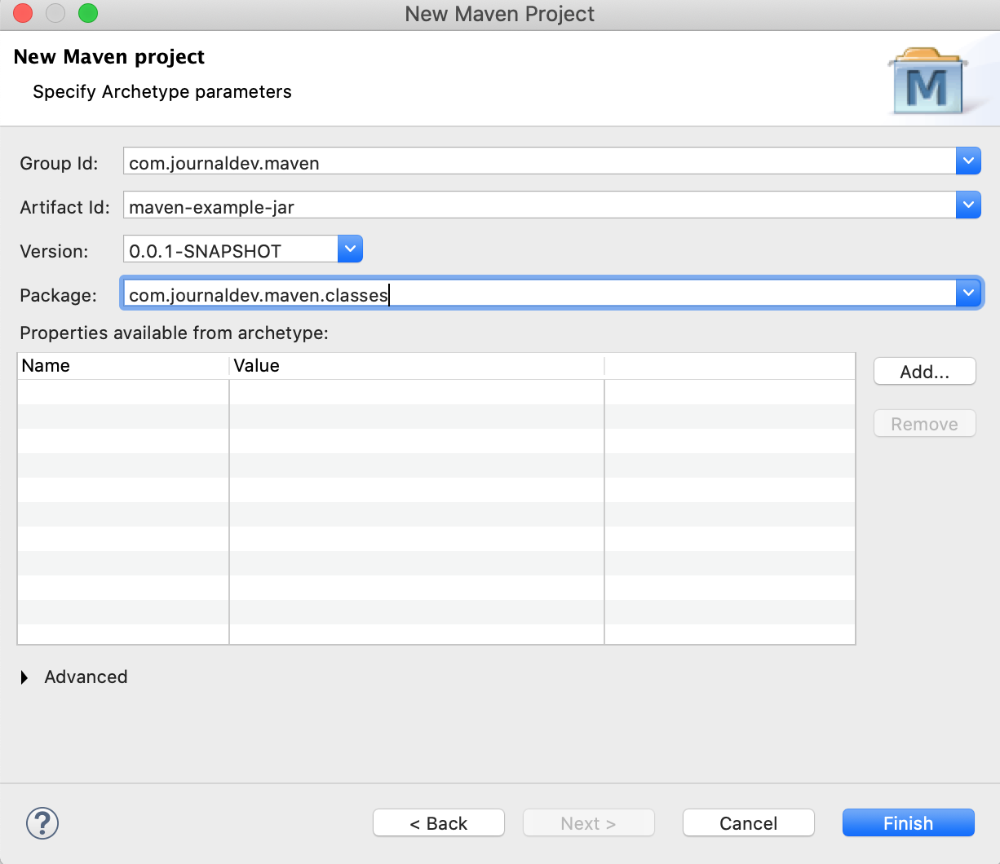 New Maven Project
New Maven project
Specify Archetype parameters
M
Group Id: com.journaldev.maven
Artifact Id: maven-example-jar
Version: 0.0.1-SNAPSHOT
Package: com.journaldev.maven.classes
Properties available from archetype:
Name Value
Add...
Remove
Advanced
? < Back Next > Cancel Finish